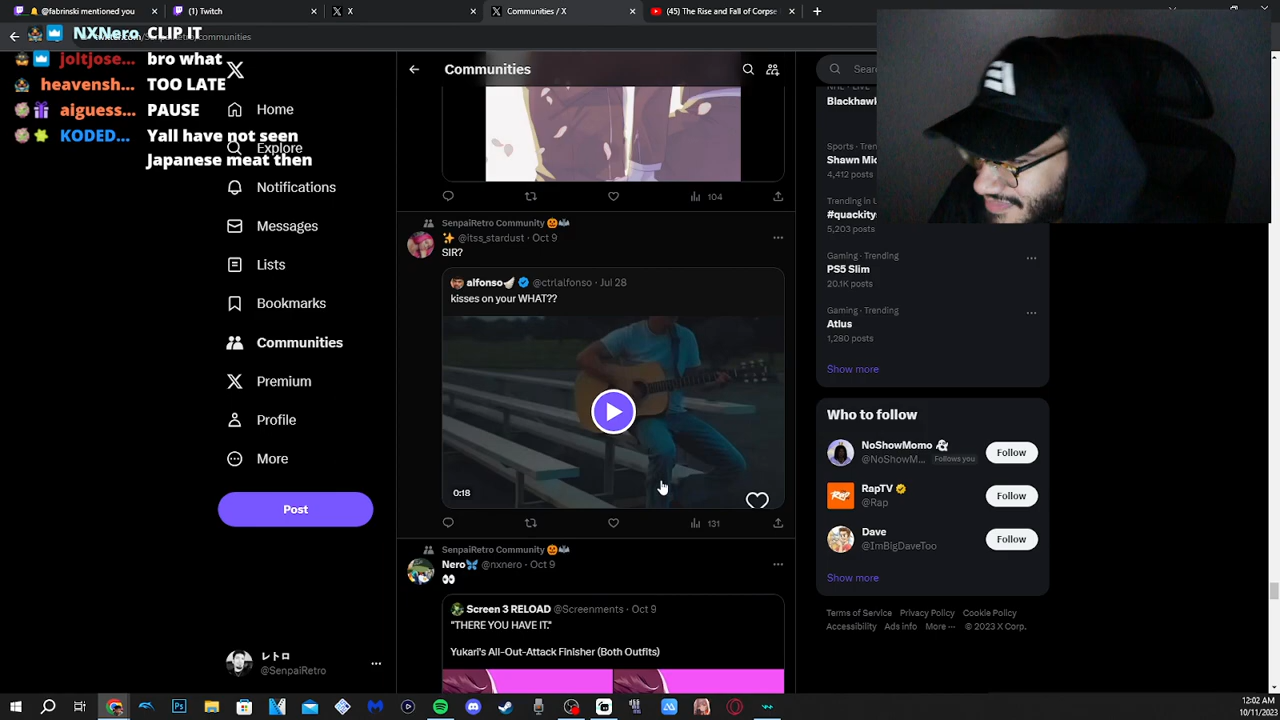 @fabrinski mentioned you
(1) Twitch
X
Communities / X
(45) The Rise and Fall of Corpse
NXNero CLIP IT
joltjose... bro what
heavensh... TOO LATE
aiguess... PAUSE
KODED... Yall have not seen
Japanese meat then
Home
Explore
Notifications
Messages
Lists
Bookmarks
Communities
Premium
Profile
More
Post
レトロ
@SenpaiRetro
Communities
104
SenpaiRetro Community
@itss_stardust · Oct 9
SIR?
alfonso @ctrlalfonso · Jul 28
kisses on your WHAT??
0:18
131
SenpaiRetro Community
Nero @nxnero · Oct 9
Screen 3 RELOAD @Screenments · Oct 9
"THERE YOU HAVE IT."
Yukari's All-Out-Attack Finisher (Both Outfits)
Blackhawk
Sports · Tren
Shawn Mic
4,412 posts
Trending in U
#quackitys
5,203 posts
Gaming · Trending
PS5 Slim
20.1K posts
Gaming · Trending
Atlus
1,280 posts
Show more
Who to follow
NoShowMomo
@NoShowM... Follows you
Follow
RapTV
@Rap
Follow
Dave
@ImBigDaveToo
Follow
Show more
Terms of Service Privacy Policy Cookie Policy
Accessibility Ads info More ··· © 2023 X Corp.
12:02 AM
10/11/2023